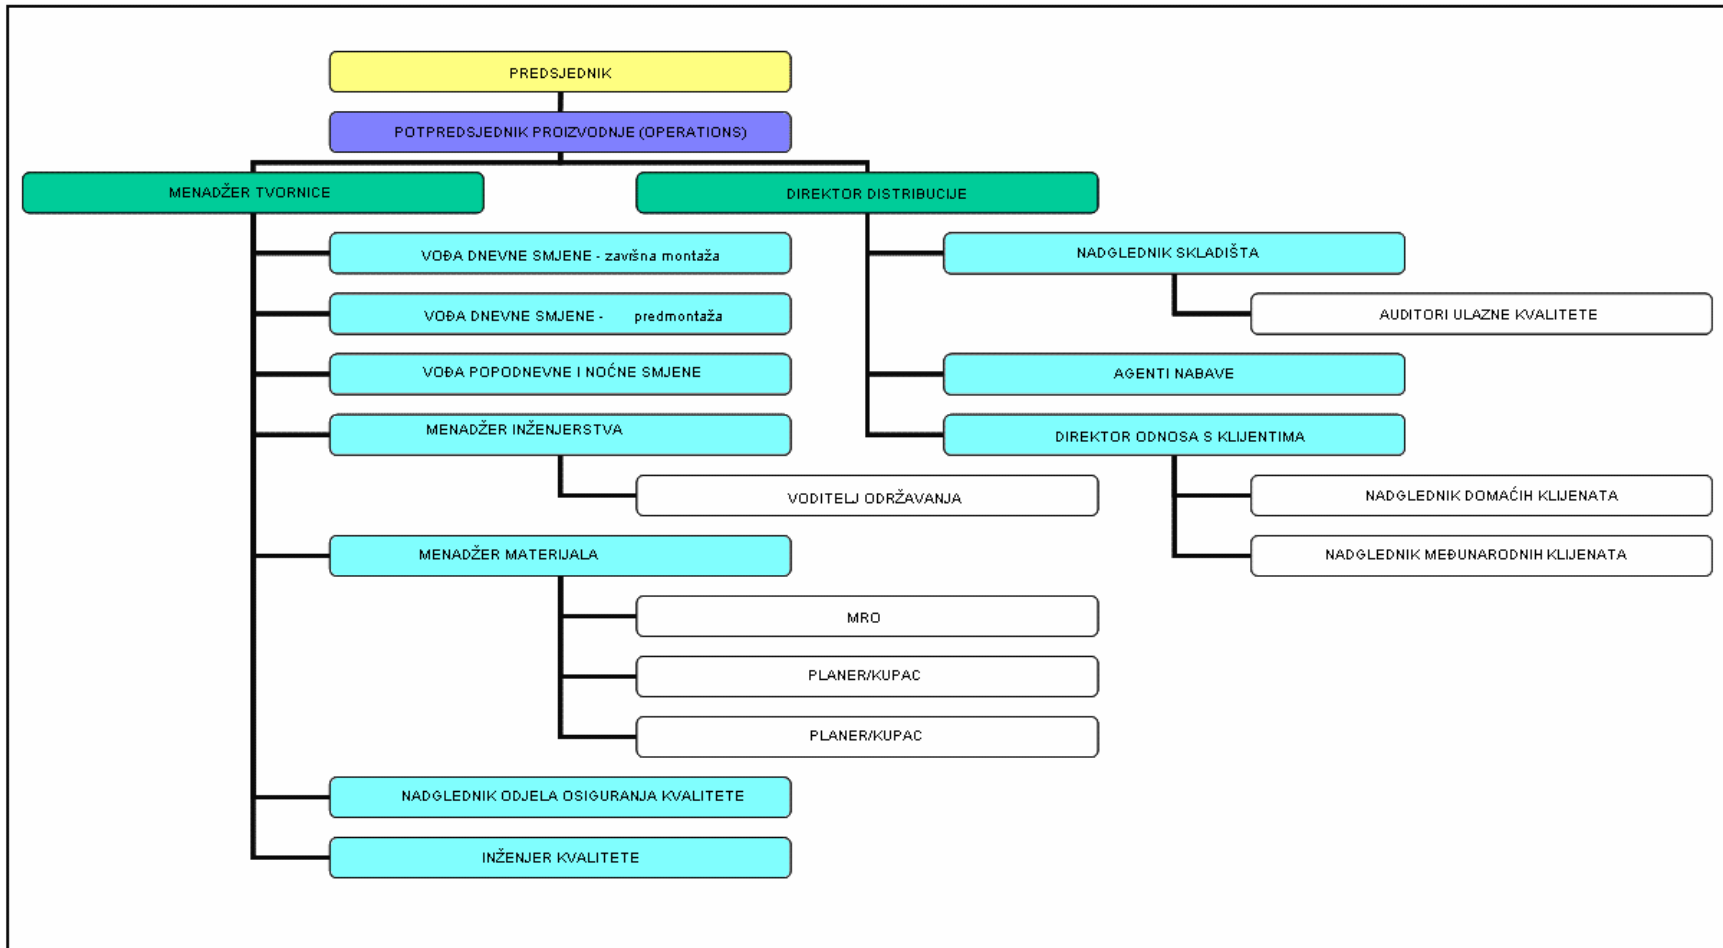 PREDSJEDNIK
POTPREDSJEDNIK PROIZVODNJE (OPERATIONS)
MENADŽER TVORNICE
DIREKTOR DISTRIBUCIJE
VOĐA DNEVNE SMJENE - završna montaža
NADGLEDNIK SKLADIŠTA
VOĐA DNEVNE SMJENE - predmontaža
AUDITORI ULAZNE KVALITETE
VOĐA POPODNEVNE I NOĆNE SMJENE
AGENTI NABAVE
MENADŽER INŽENJERSTVA
DIREKTOR ODNOSA S KLIJENTIMA
VODITELJ ODRŽAVANJA
NADGLEDNIK DOMAĆIH KLIJENATA
MENADŽER MATERIJALA
NADGLEDNIK MEĐUNARODNIH KLIJENATA
MRO
PLANER/KUPAC
PLANER/KUPAC
NADGLEDNIK ODJELA OSIGURANJA KVALITETE
INŽENJER KVALITETE